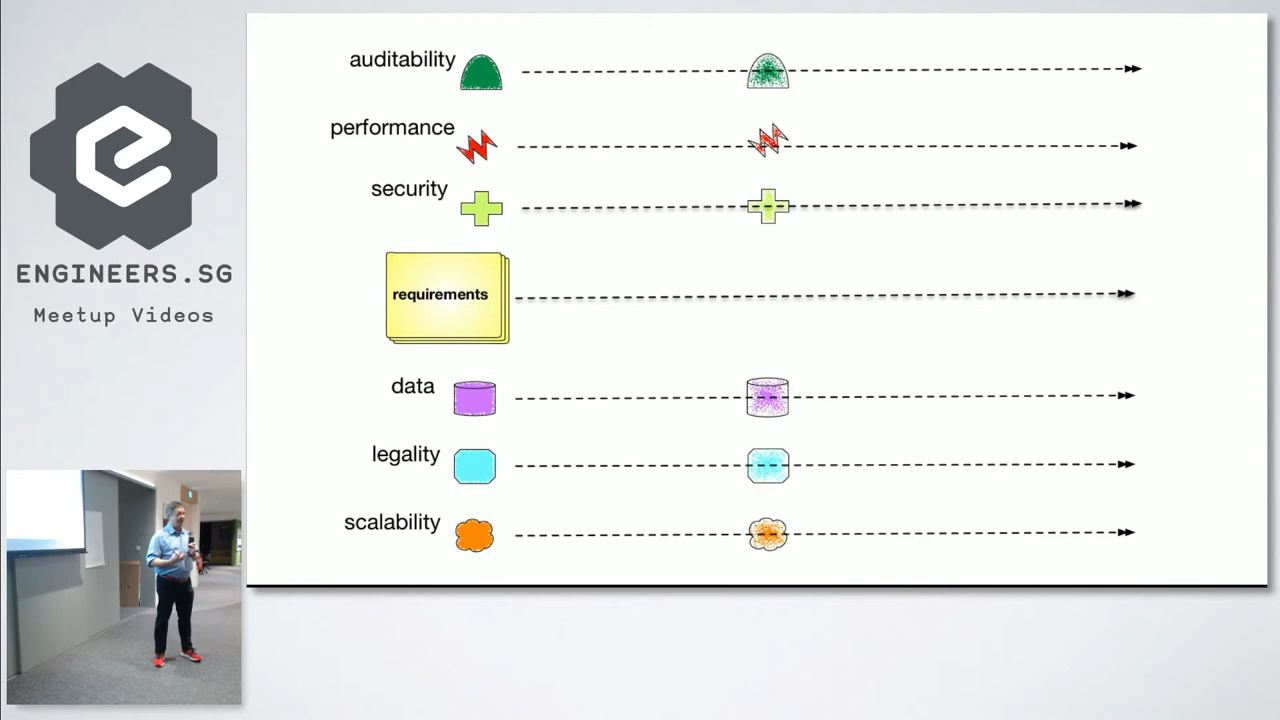 ENGINEERS.SG
Meetup Videos
auditability
performance
security
requirements
data
legality
scalability